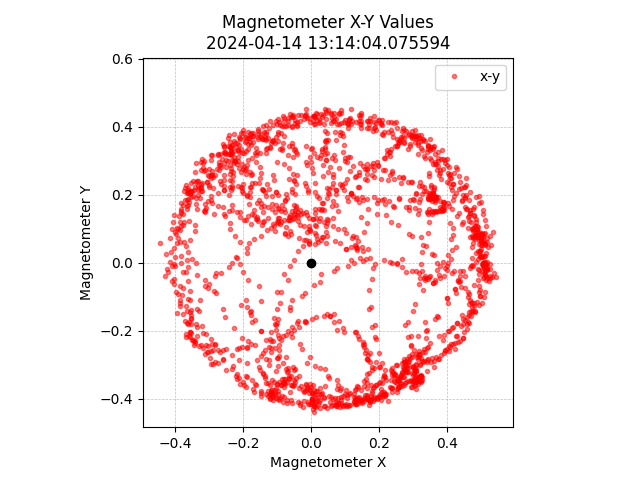 Magnetometer X-Y Values
2024-04-14 13:14:04.075594
x-y
0.6
0.4
0.2
0.0
−0.2
−0.4
Magnetometer Y
−0.4 −0.2 0.0 0.2 0.4
Magnetometer X